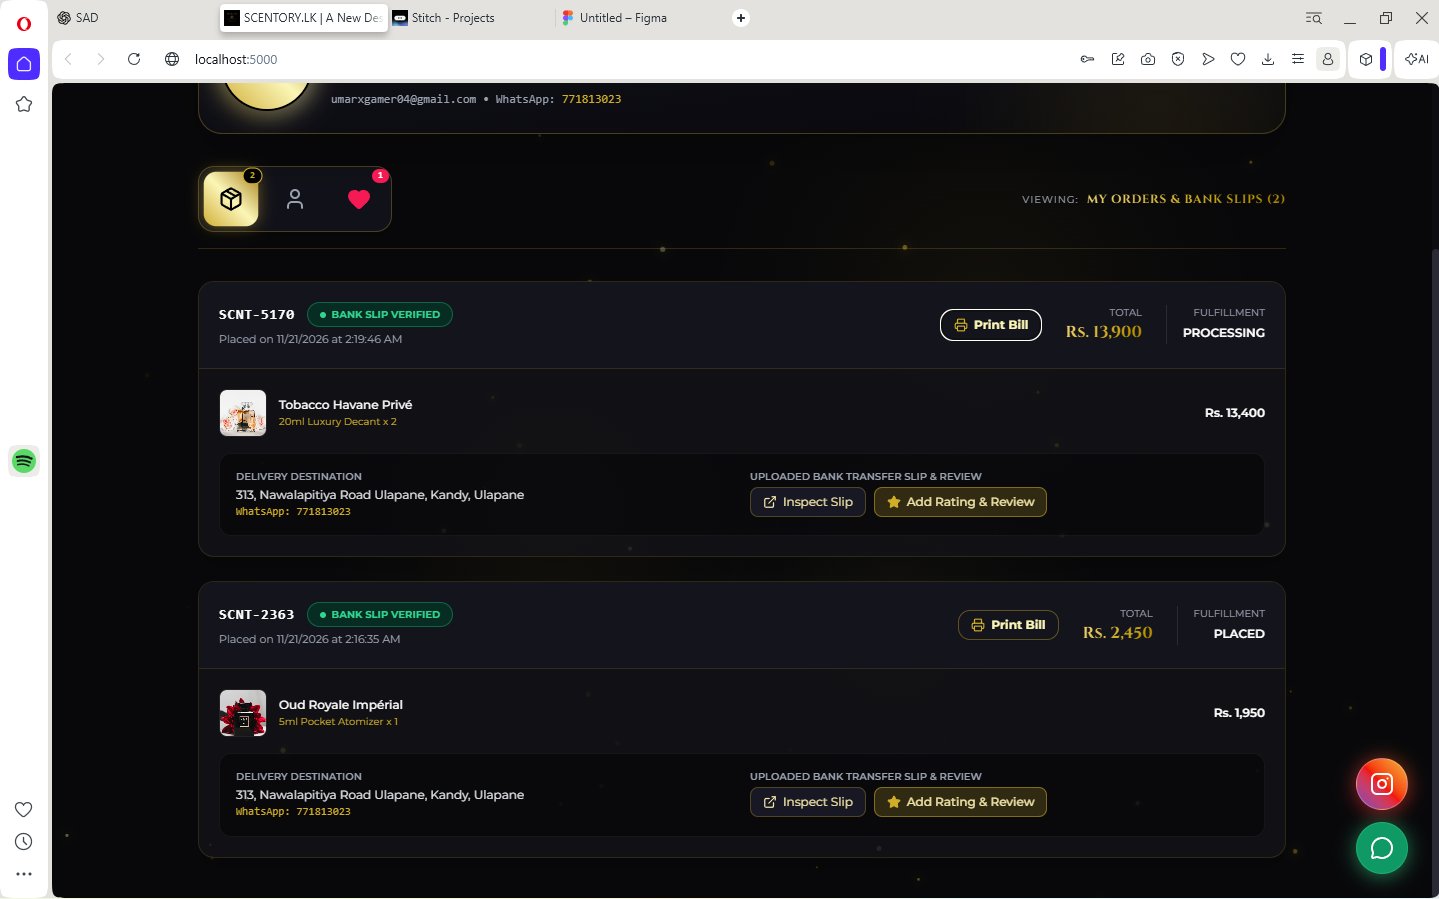 SAD
SCENTORY.LK | A New Des
Stitch - Projects
Untitled – Figma
localhost:5000
AI
umarxgamer04@gmail.com • WhatsApp: 771813023
2
1
VIEWING: MY ORDERS & BANK SLIPS (2)
SCNT-5170
BANK SLIP VERIFIED
Placed on 11/21/2026 at 2:19:46 AM
Print Bill
TOTAL
Rs. 13,900
FULFILLMENT
PROCESSING
Tobacco Havane Privé
20ml Luxury Decant x 2
Rs. 13,400
DELIVERY DESTINATION
313, Nawalapitiya Road Ulapane, Kandy, Ulapane
WhatsApp: 771813023
UPLOADED BANK TRANSFER SLIP & REVIEW
Inspect Slip
Add Rating & Review
SCNT-2363
BANK SLIP VERIFIED
Placed on 11/21/2026 at 2:16:35 AM
Print Bill
TOTAL
Rs. 2,450
FULFILLMENT
PLACED
Oud Royale Impérial
5ml Pocket Atomizer x 1
Rs. 1,950
DELIVERY DESTINATION
313, Nawalapitiya Road Ulapane, Kandy, Ulapane
WhatsApp: 771813023
UPLOADED BANK TRANSFER SLIP & REVIEW
Inspect Slip
Add Rating & Review